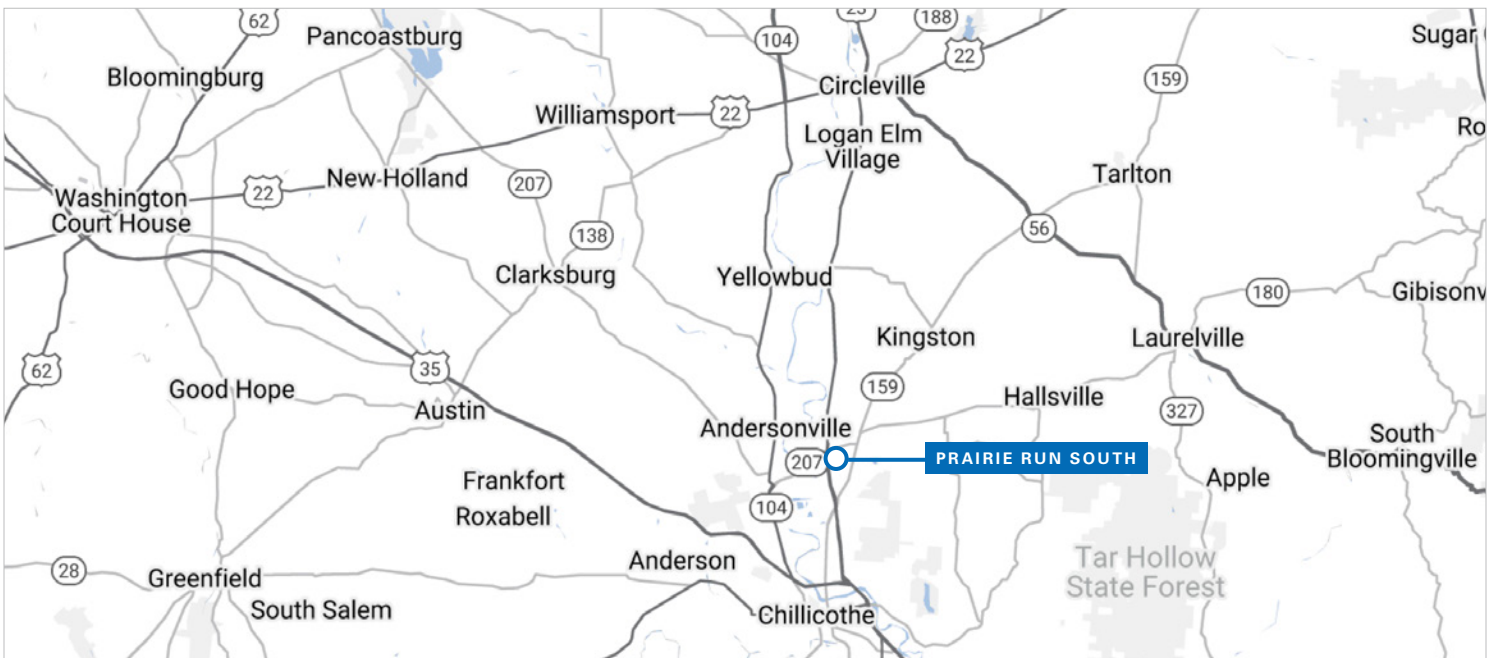 62
Pancoastburg
104
23
188
22
Sugar
Bloomingburg
159
Circleville
Williamsport
22
Logan Elm
Village
Ro
207
New Holland
Tarlton
Washington
Court House
22
138
56
Clarksburg
Yellowbud
180
Gibisonv
Kingston
Laurelville
62
35
Good Hope
Austin
159
Hallsville
327
Andersonville
207
PRAIRIE RUN SOUTH
South
Bloomingville
Frankfort
Roxabell
104
Apple
28
Greenfield
Anderson
Tar Hollow
State Forest
South Salem
Chillicothe